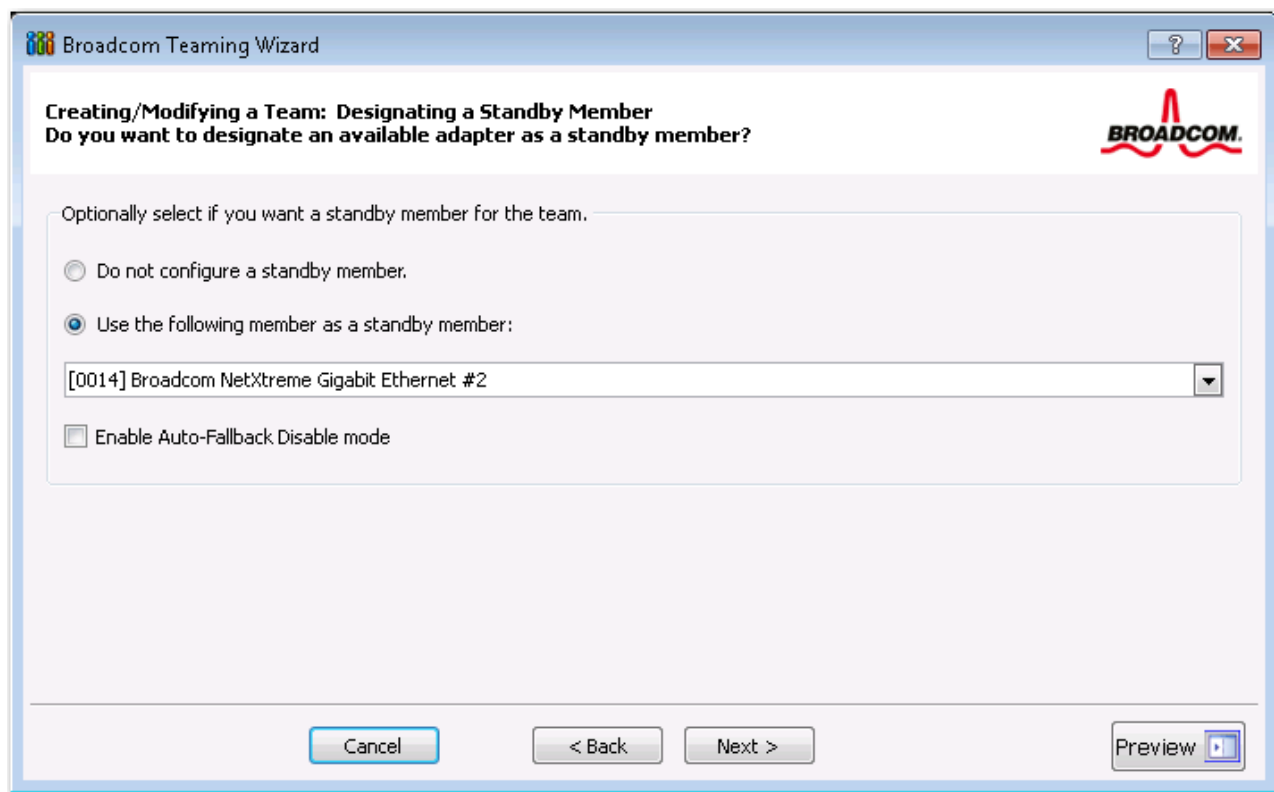 Broadcom Teaming Wizard
Creating/Modifying a Team: Designating a Standby Member
Do you want to designate an available adapter as a standby member?
BROADCOM.
Optionally select if you want a standby member for the team.
Do not configure a standby member.
Use the following member as a standby member:
[0014] Broadcom NetXtreme Gigabit Ethernet #2
Enable Auto-Fallback Disable mode
Cancel
< Back
Next >
Preview